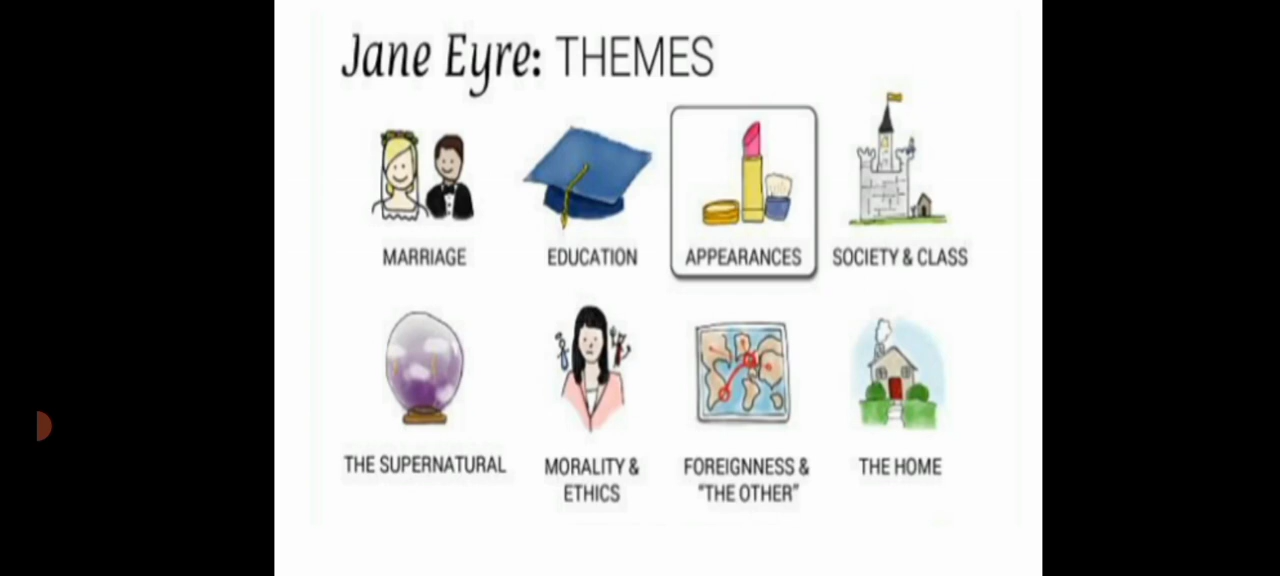 Jane Eyre: THEMES
MARRIAGE
EDUCATION
APPEARANCES
SOCIETY & CLASS
THE SUPERNATURAL
MORALITY &
ETHICS
FOREIGNNESS &
"THE OTHER"
THE HOME